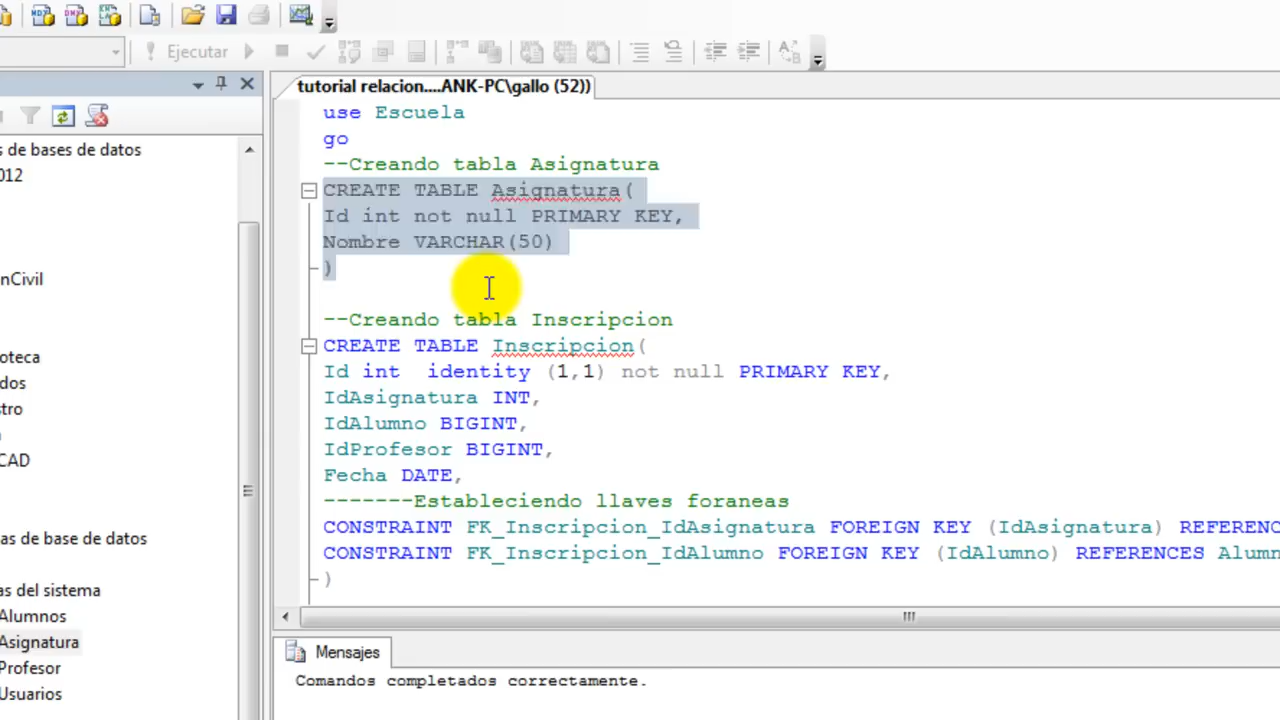 Ejecutar
tutorial relacion....ANK-PC\gallo (52))
s de bases de datos
012
nCivil
oteca
dos
stro
CAD
as de base de datos
as del sistema
Alumnos
Asignatura
Profesor
Usuarios
use Escuela
go
--Creando tabla Asignatura
CREATE TABLE Asignatura(
Id int not null PRIMARY KEY,
Nombre VARCHAR(50)
)
--Creando tabla Inscripcion
CREATE TABLE Inscripcion(
Id int  identity (1,1) not null PRIMARY KEY,
IdAsignatura INT,
IdAlumno BIGINT,
IdProfesor BIGINT,
Fecha DATE,
-------Estableciendo llaves foraneas
CONSTRAINT FK_Inscripcion_IdAsignatura FOREIGN KEY (IdAsignatura) REFERENC
CONSTRAINT FK_Inscripcion_IdAlumno FOREIGN KEY (IdAlumno) REFERENCES Alumn
)
Mensajes
Comandos completados correctamente.